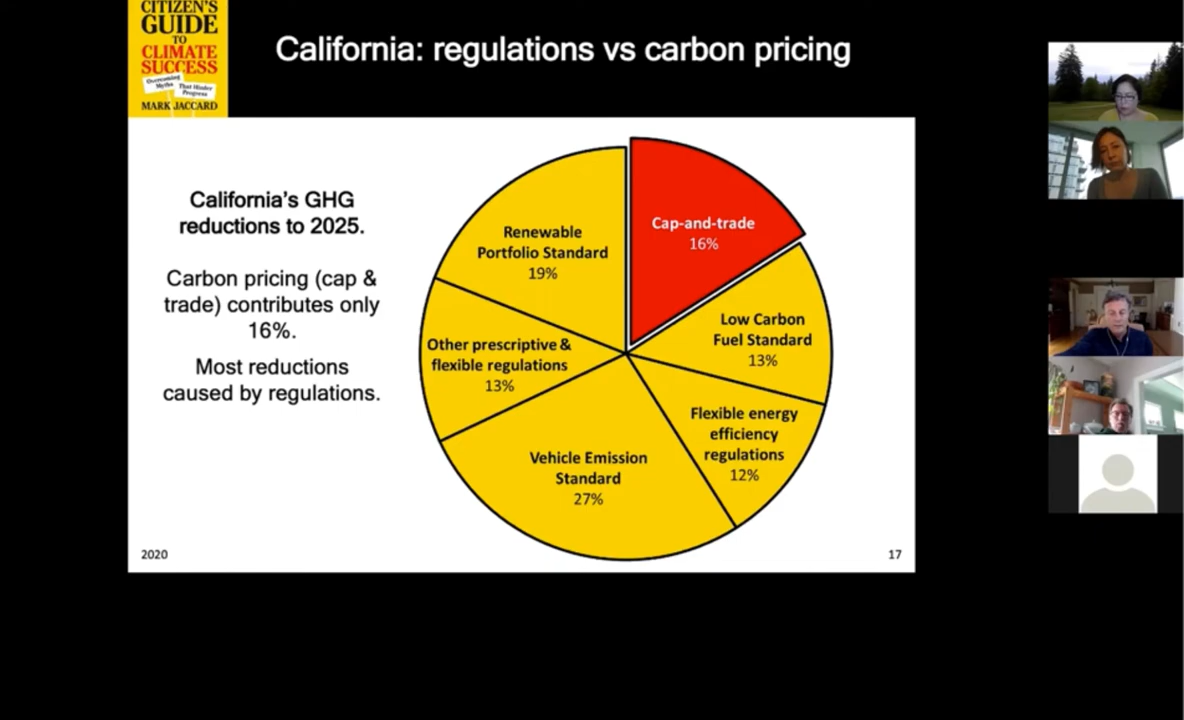 CITIZEN'S
GUIDE
TO
CLIMATE
SUCCESS
Overcoming
Myths That Hinder
Progress
MARK JACCARD
California: regulations vs carbon pricing
California's GHG
reductions to 2025.
Carbon pricing (cap &
trade) contributes only
16%.
Most reductions
caused by regulations.
Renewable
Portfolio Standard
19%
Cap-and-trade
16%
Low Carbon
Fuel Standard
13%
Other prescriptive &
flexible regulations
13%
Flexible energy
efficiency
regulations
12%
Vehicle Emission
Standard
27%
2020
17